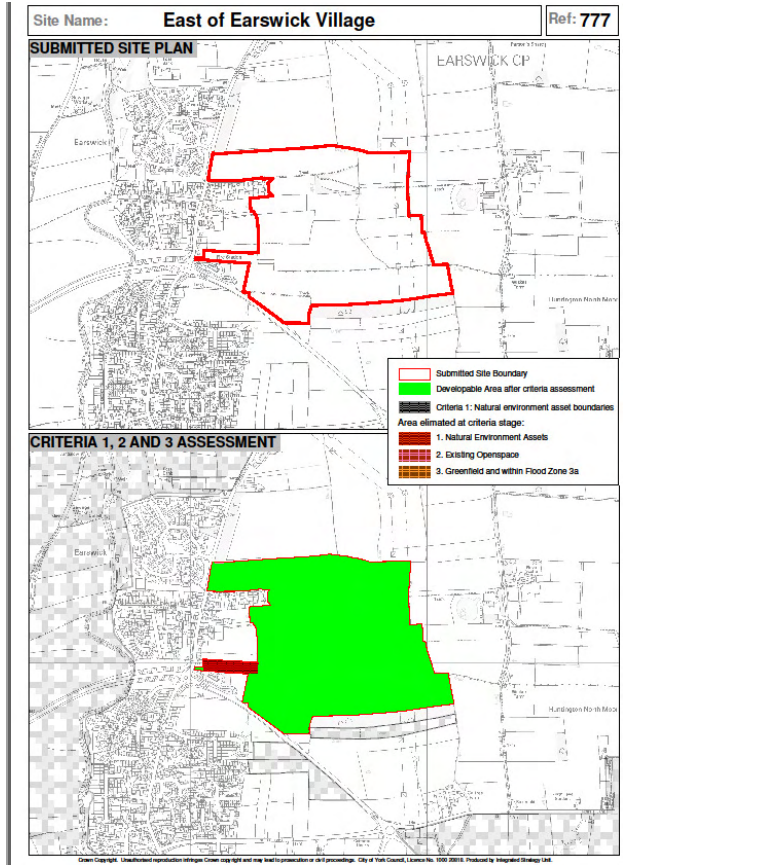 Site Name: East of Earswick Village Ref: 777
SUBMITTED SITE PLAN
EARSWICK CP
Earswick
Huntington North Moor
Submitted Site Boundary
Developable Area after criteria assessment
Criteria 1: Natural environment asset boundaries
Area elimated at criteria stage:
1. Natural Environment Assets
2. Existing Openspace
3. Greenfield and within Flood Zone 3a
CRITERIA 1, 2 AND 3 ASSESSMENT
Earswick
Huntington North Moor
Crown Copyright. Unauthorised reproduction infringes Crown copyright and may lead to prosecution or civil proceedings. City of York Council, Licence No. 1000 20818. Produced by Integrated Strategy Unit.